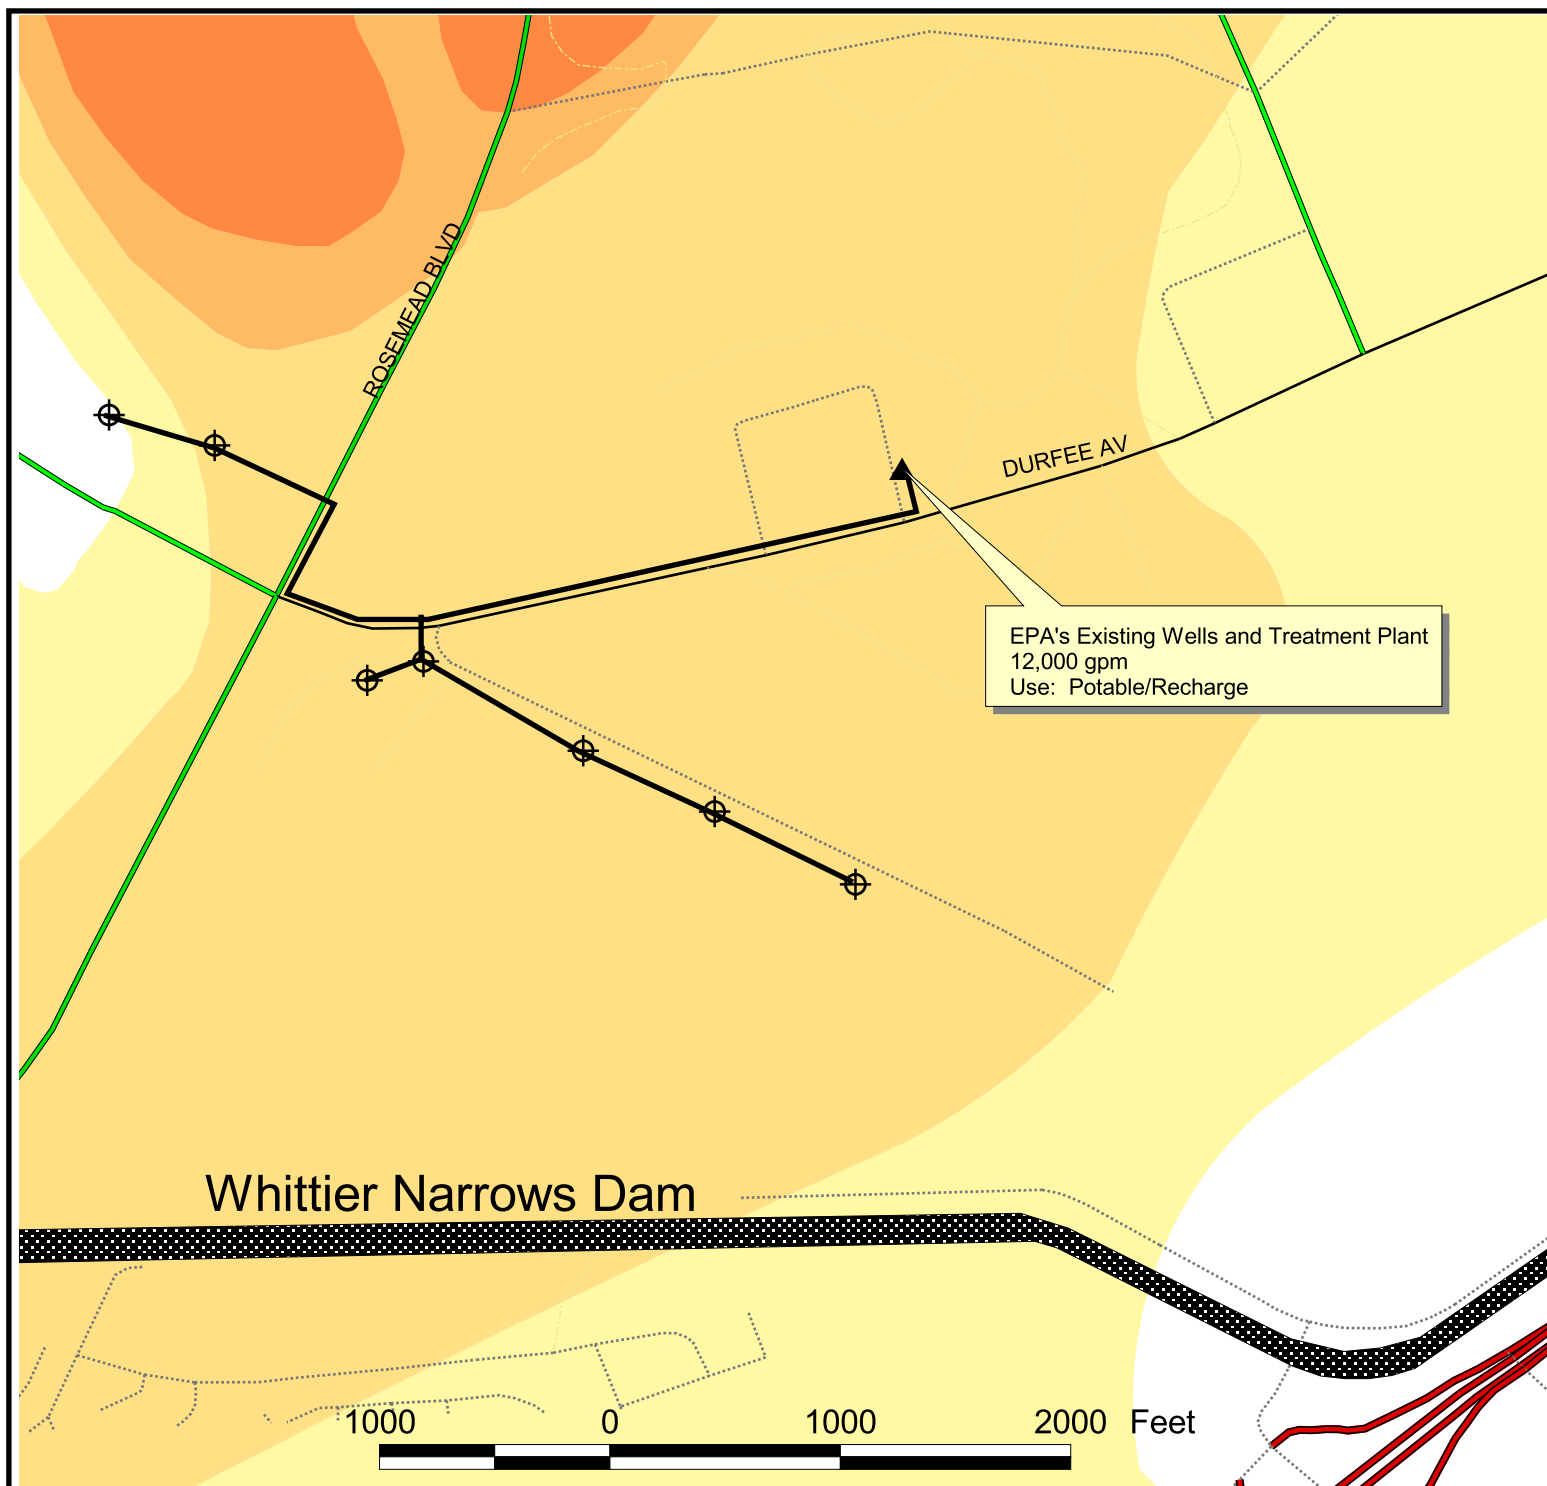 ROSEMEAD BLVD
DURFEE AV
EPA's Existing Wells and Treatment Plant
12,000 gpm
Use: Potable/Recharge
Whittier Narrows Dam
1000 0 1000 2000 Feet